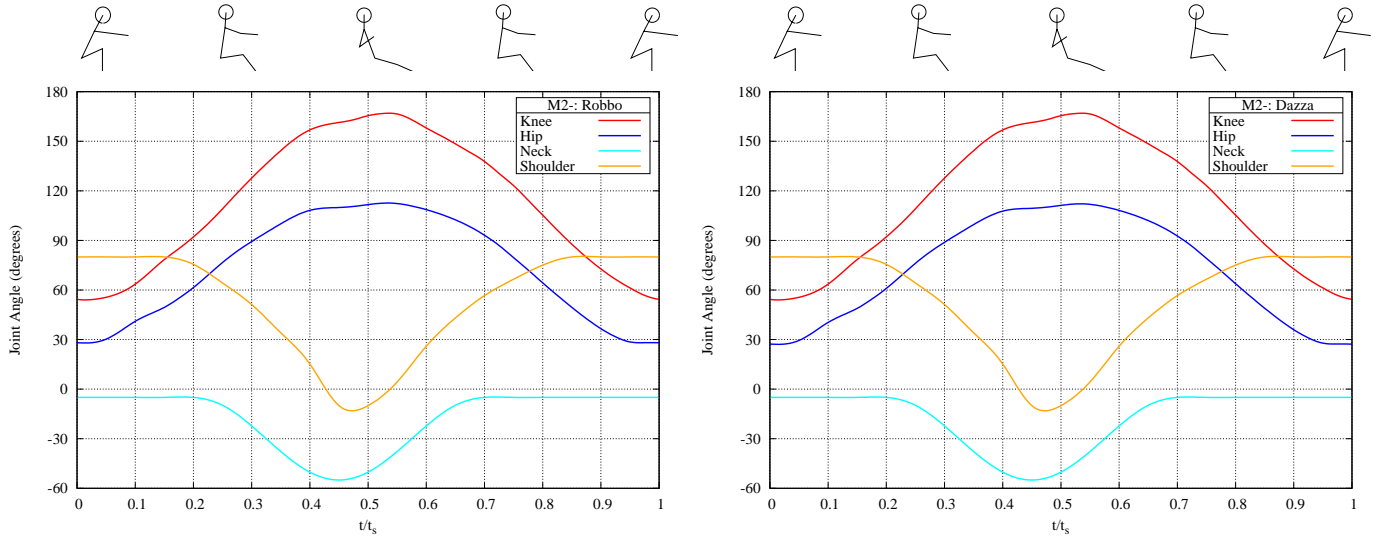 M2-: Robbo
Knee
Hip
Neck
Shoulder
180
150
120
90
60
30
0
-30
-60
Joint Angle (degrees)
0 0.1 0.2 0.3 0.4 0.5 0.6 0.7 0.8 0.9 1
t/ts
M2-: Dazza
Knee
Hip
Neck
Shoulder
180
150
120
90
60
30
0
-30
-60
Joint Angle (degrees)
0 0.1 0.2 0.3 0.4 0.5 0.6 0.7 0.8 0.9 1
t/ts